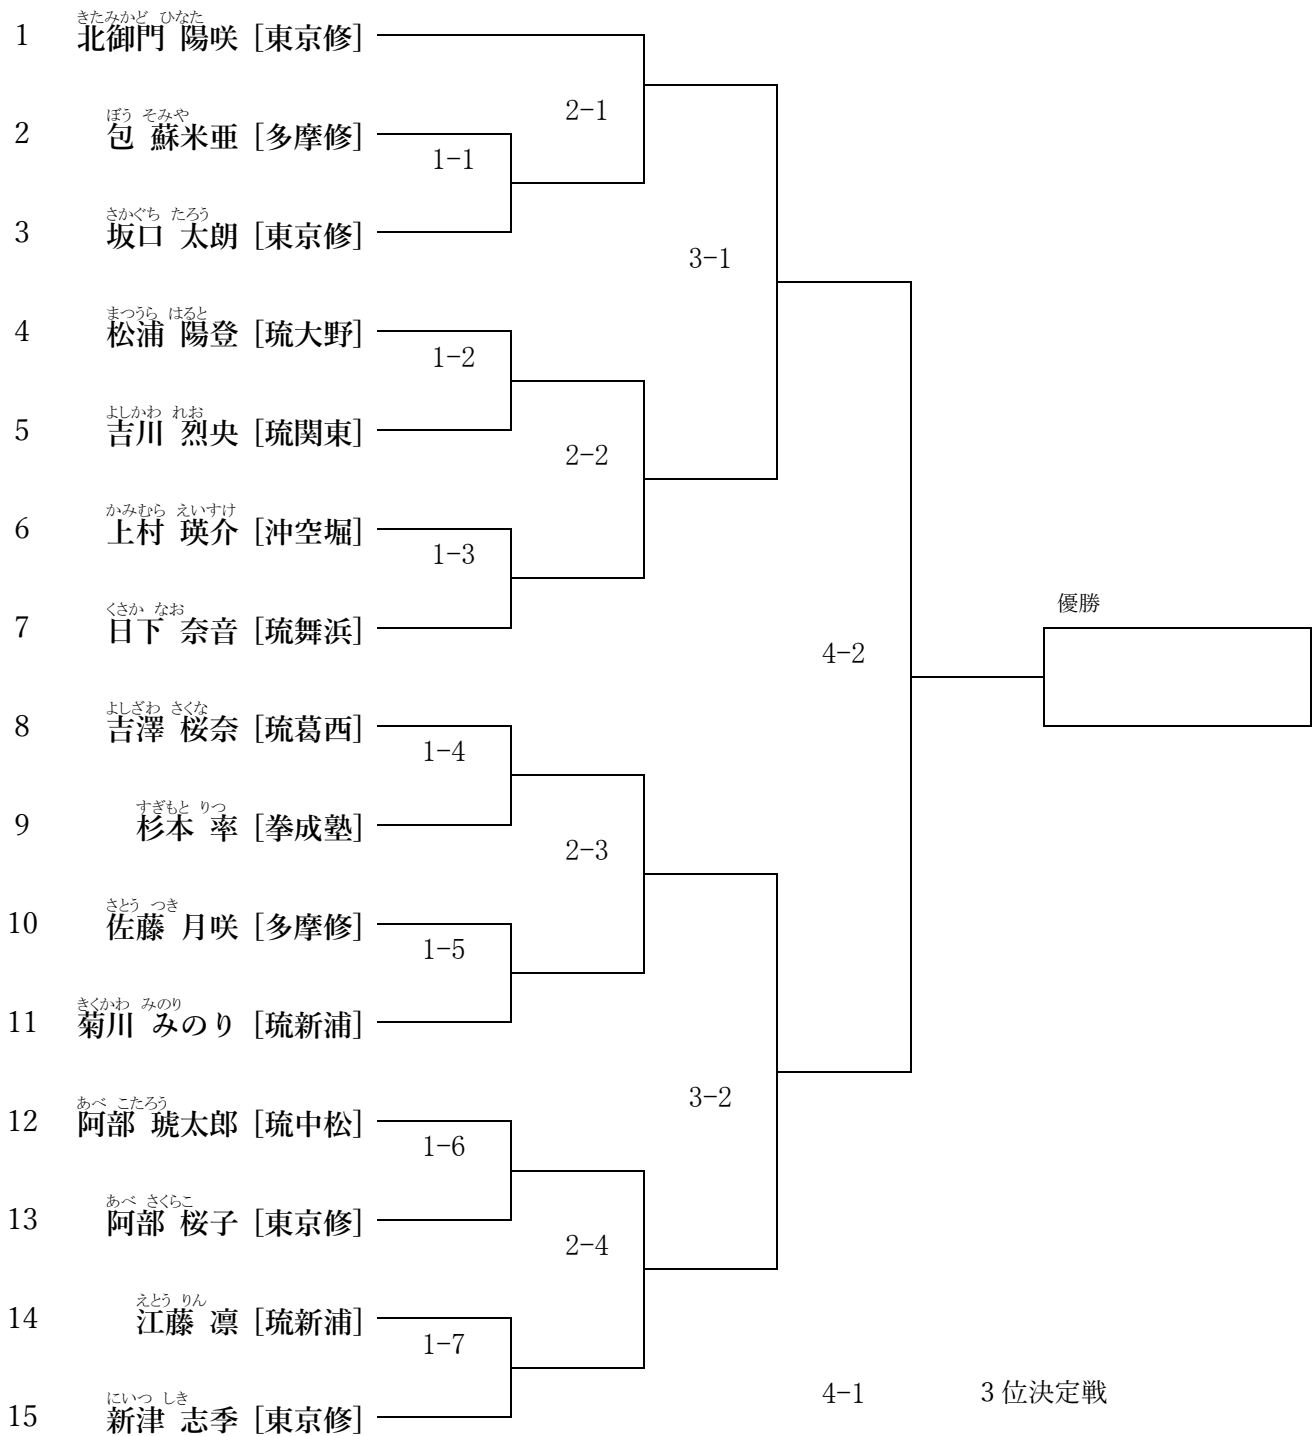 きたみかど ひなた
1 北御門 陽咲 [東京修]
2-1
ぼう そみや
2 包 蘇米亜 [多摩修]
1-1
さかぐち たろう
3 坂口 太朗 [東京修]
3-1
まつうら はると
4 松浦 陽登 [琉大野]
1-2
よしかわ れお
5 吉川 烈央 [琉関東]
2-2
かみむら えいすけ
6 上村 瑛介 [沖空堀]
1-3
くさか なお
7 日下 奈音 [琉舞浜]
優勝
4-2
よしざわ さくな
8 吉澤 桜奈 [琉葛西]
1-4
すぎもと りつ
9 杉本 率 [拳成塾]
2-3
さとう つき
10 佐藤 月咲 [多摩修]
1-5
きくかわ みのり
11 菊川 みのり [琉新浦]
3-2
あべ こたろう
12 阿部 琥太郎 [琉中松]
1-6
あべ さくらこ
13 阿部 桜子 [東京修]
2-4
えとう りん
14 江藤 凛 [琉新浦]
1-7
4-1 3位決定戦
にいつ しき
15 新津 志季 [東京修]